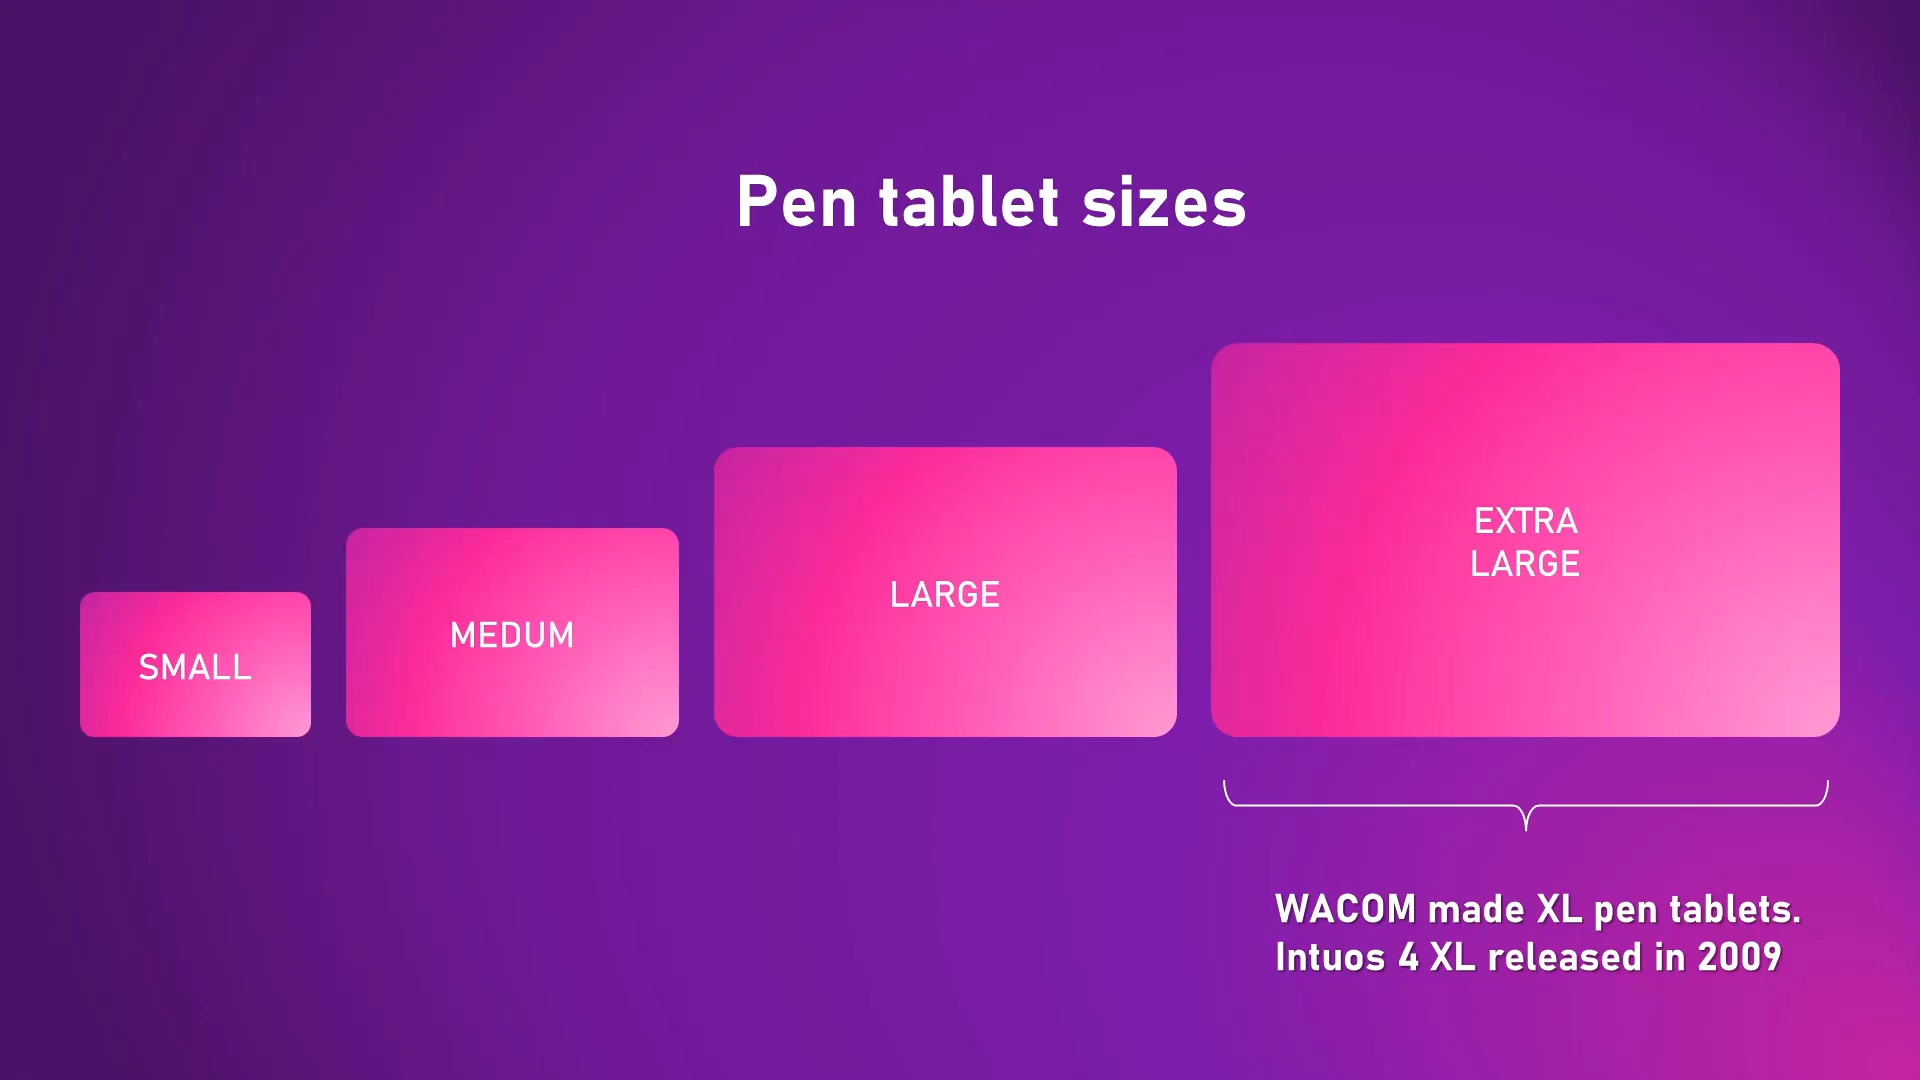 Pen tablet sizes
SMALL
MEDUM
LARGE
EXTRA
LARGE
WACOM made XL pen tablets.
Intuos 4 XL released in 2009